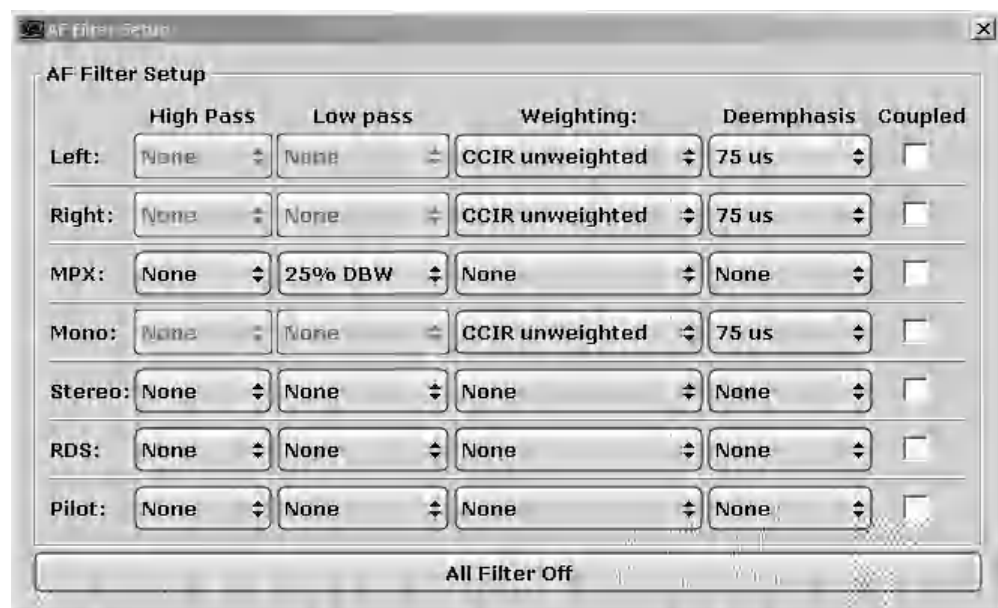 AF Filter Setup
AF Filter Setup
High Pass Low pass Weighting: Deemphasis Coupled
Left: None None CCIR unweighted 75 us
Right: None None CCIR unweighted 75 us
MPX: None 25% DBW None None
Mono: None None CCIR unweighted 75 us
Stereo: None None None None
RDS: None None None None
Pilot: None None None None
All Filter Off